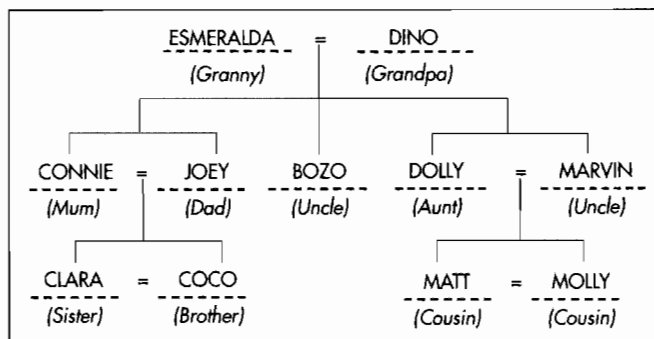 ESMERALDA = DINO
(Granny) (Grandpa)
CONNIE = JOEY BOZO DOLLY = MARVIN
(Mum) (Dad) (Uncle) (Aunt) (Uncle)
CLARA = COCO MATT = MOLLY
(Sister) (Brother) (Cousin) (Cousin)